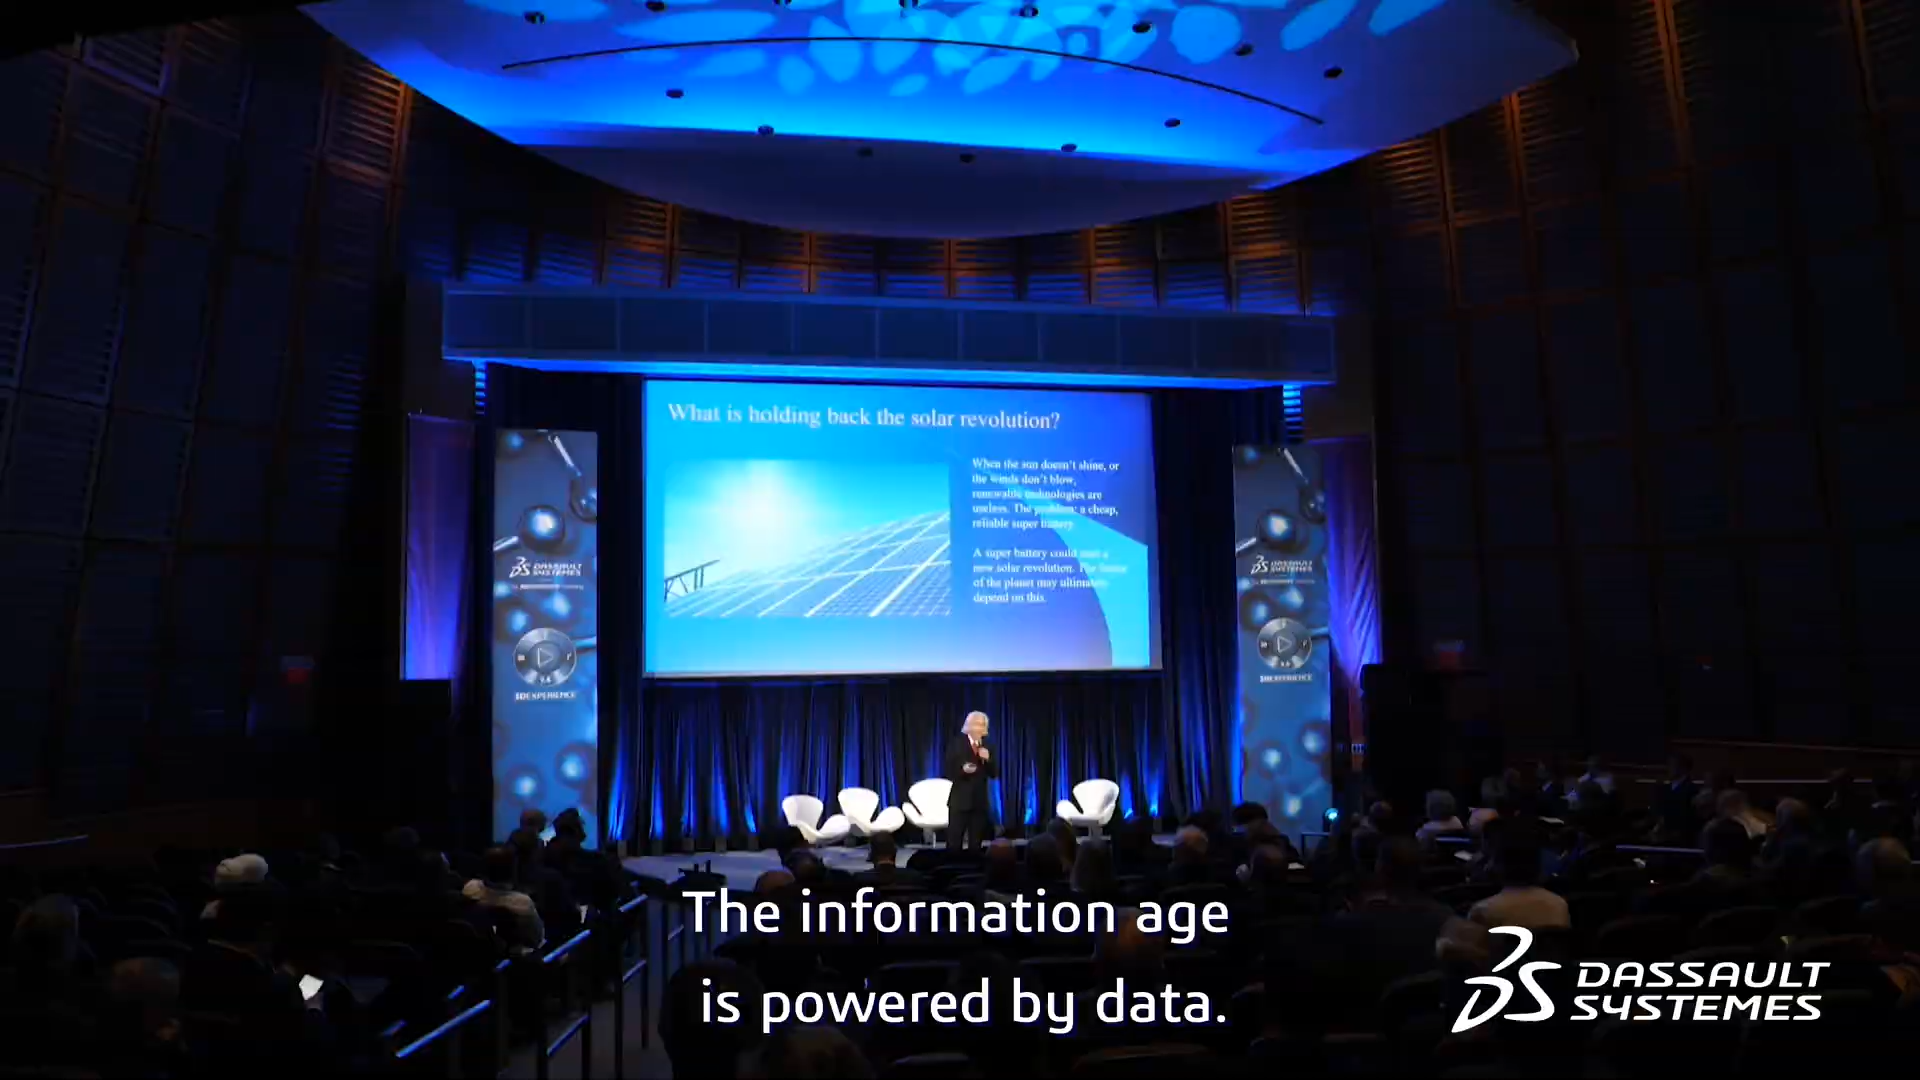 What is holding back the solar revolution?
When the sun doesn't shine, or
the winds don't blow,
renewable technologies are
useless. The problem: a cheap,
reliable super battery.
A super battery could start a
new solar revolution. The future
of the planet may ultimately
depend on this.
DASSAULT
SYSTEMES
3DEXPERIENCE
DASSAULT
SYSTEMES
3DEXPERIENCE
The information age
is powered by data.
DASSAULT
SYSTEMES